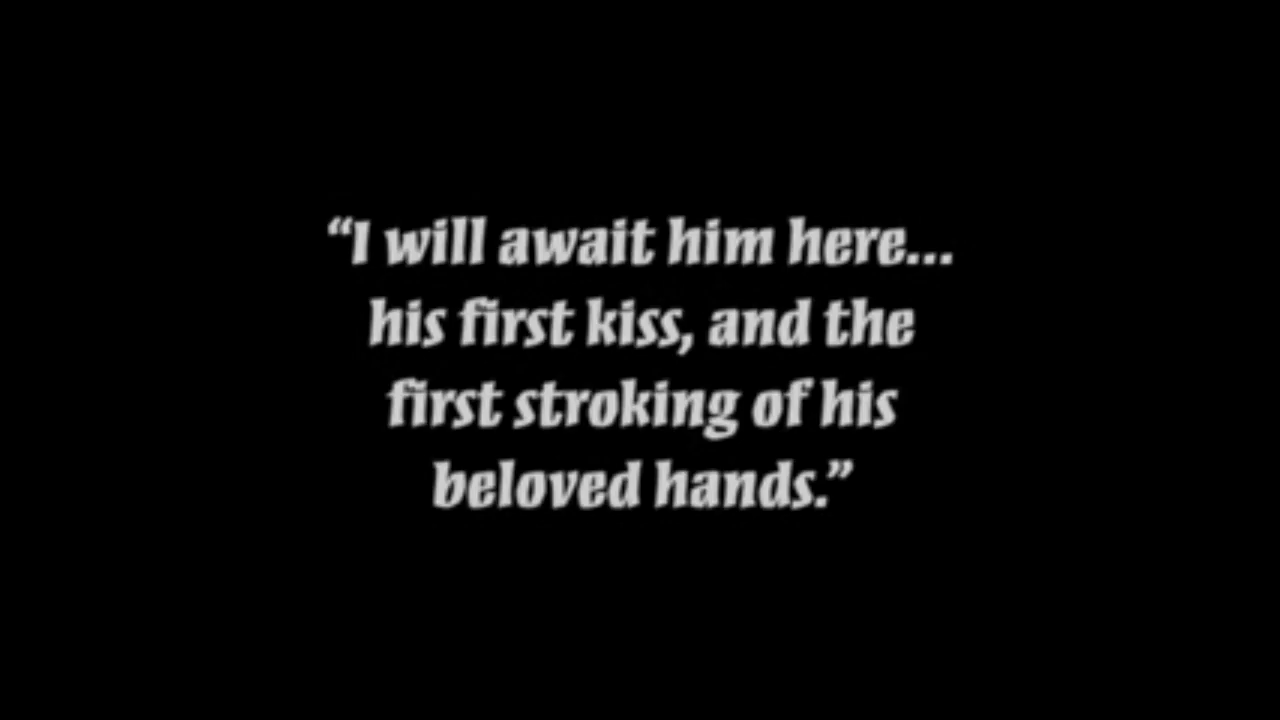 “I will await him here...
his first kiss, and the
first stroking of his
beloved hands.”